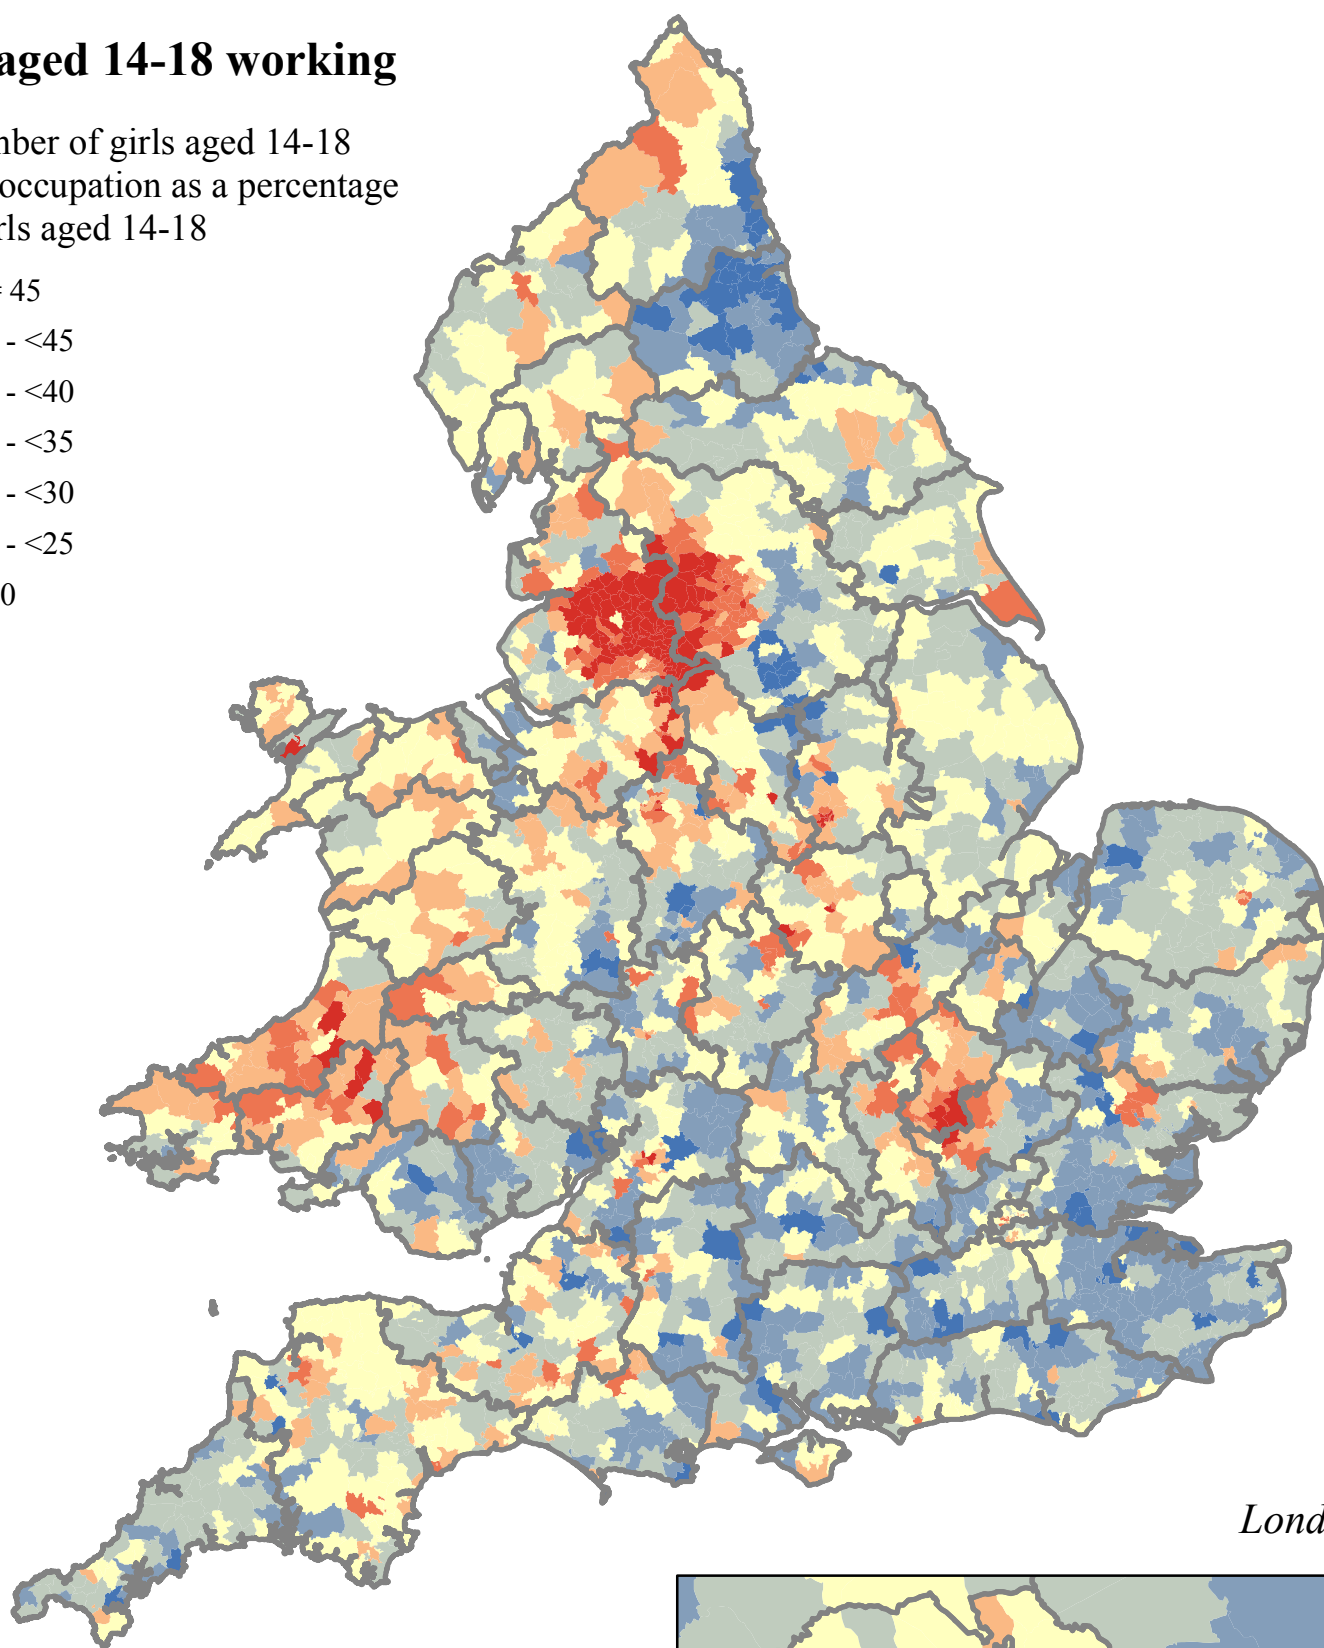 aged 14-18 working
nber of girls aged 14-18
occupation as a percentage
rls aged 14-18
= 45
- <45
- <40
- <35
- <30
- <25
0
Lond